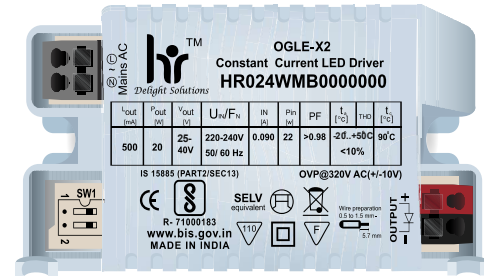 Mains AC
N
L
hr
TM
Delight Solutions
OGLE-X2
Constant Current LED Driver
HR024WMB0000000
Iout [mA] Pout [W] Vout [V] UIN/FN IN [A] Pin [w] PF ta [°C] THD tc [°C]
500 20 25-40V 220-240V 50/ 60 Hz 0.090 22 >0.98 -20..+50°C <10% 90°C
IS 15885 (PART2/SEC13)
OVP@320V AC(+/-10V)
SW1
1
2
CE
R- 71000183
www.bis.gov.in
MADE IN INDIA
SELV
equivalent
110
F
Wire preparation
0.5 to 1.5 mm
5.7 mm
OUTPUT
+
-